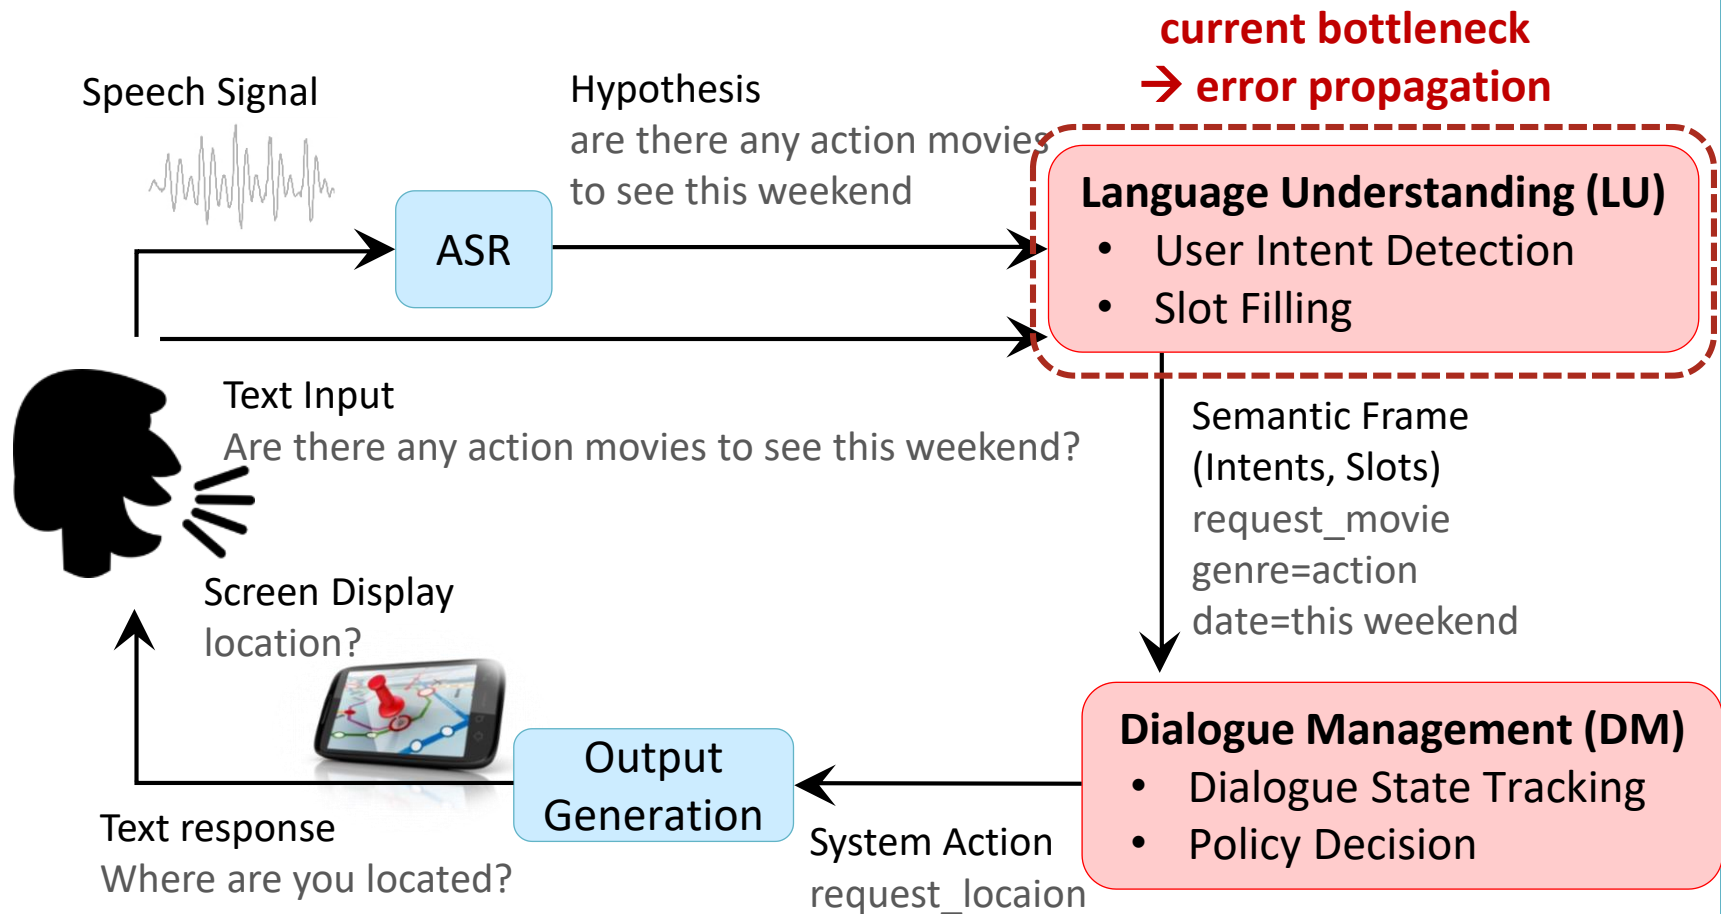 current bottleneck
→ error propagation
Speech Signal
Hypothesis
are there any action movies
to see this weekend
ASR
Language Understanding (LU)
• User Intent Detection
• Slot Filling
Text Input
Are there any action movies to see this weekend?
Semantic Frame
(Intents, Slots)
request_movie
genre=action
date=this weekend
Screen Display
location?
Dialogue Management (DM)
• Dialogue State Tracking
• Policy Decision
Output
Generation
System Action
request_locaion
Text response
Where are you located?